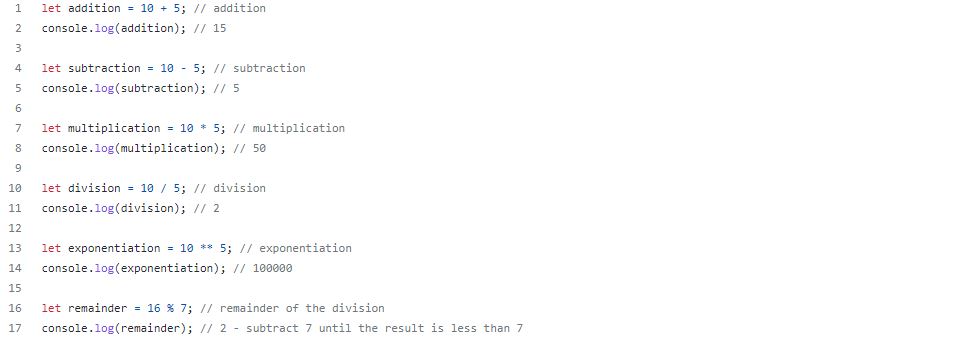 1 let addition = 10 + 5; // addition
2 console.log(addition); // 15
3
4 let subtraction = 10 - 5; // subtraction
5 console.log(subtraction); // 5
6
7 let multiplication = 10 * 5; // multiplication
8 console.log(multiplication); // 50
9
10 let division = 10 / 5; // division
11 console.log(division); // 2
12
13 let exponentiation = 10 ** 5; // exponentiation
14 console.log(exponentiation); // 100000
15
16 let remainder = 16 % 7; // remainder of the division
17 console.log(remainder); // 2 - subtract 7 until the result is less than 7